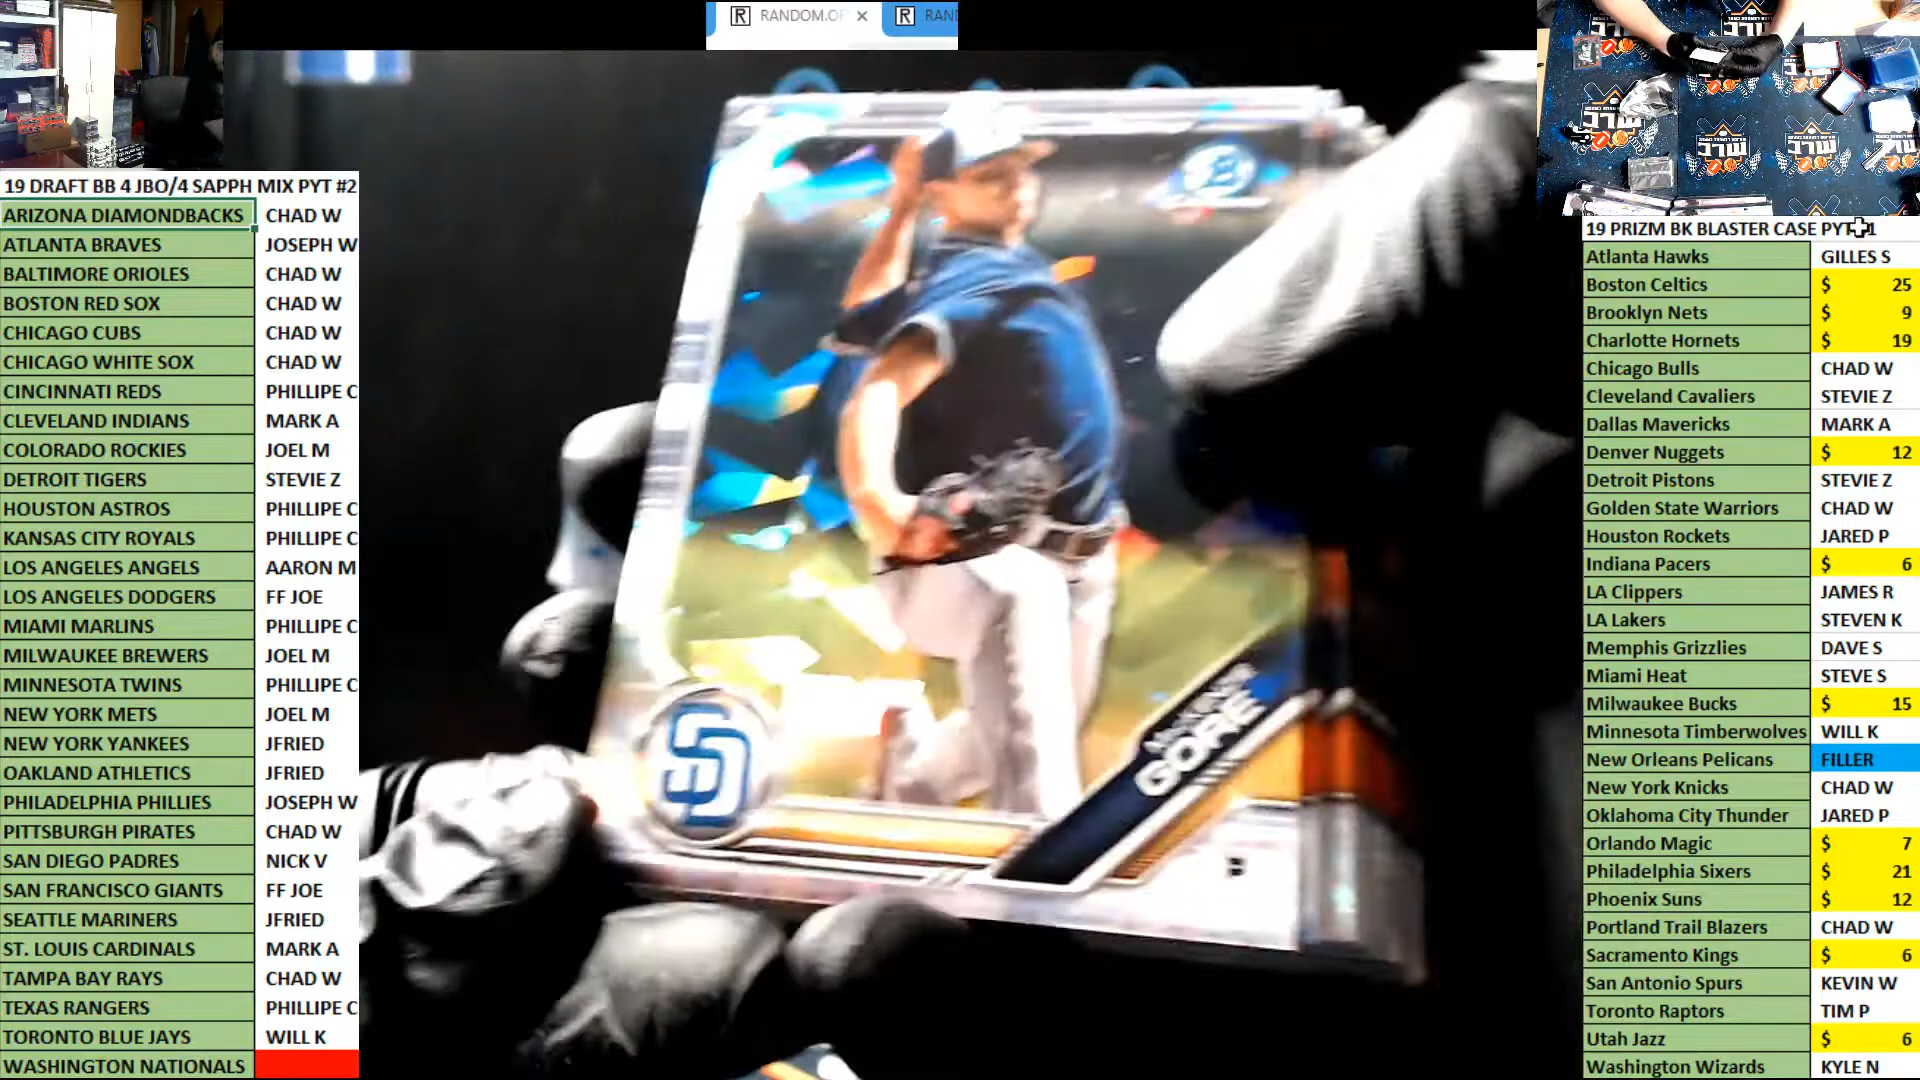 RANDOM.O
RAND
19 DRAFT BB 4 JBO/4 SAPPH MIX PYT #2
ARIZONA DIAMONDBACKS CHAD W
ATLANTA BRAVES JOSEPH W
BALTIMORE ORIOLES CHAD W
BOSTON RED SOX CHAD W
CHICAGO CUBS CHAD W
CHICAGO WHITE SOX CHAD W
CINCINNATI REDS PHILLIPE C
CLEVELAND INDIANS MARK A
COLORADO ROCKIES JOEL M
DETROIT TIGERS STEVIE Z
HOUSTON ASTROS PHILLIPE C
KANSAS CITY ROYALS PHILLIPE C
LOS ANGELES ANGELS AARON M
LOS ANGELES DODGERS FF JOE
MIAMI MARLINS PHILLIPE C
MILWAUKEE BREWERS JOEL M
MINNESOTA TWINS PHILLIPE C
NEW YORK METS JOEL M
NEW YORK YANKEES JFRIED
OAKLAND ATHLETICS JFRIED
PHILADELPHIA PHILLIES JOSEPH W
PITTSBURGH PIRATES CHAD W
SAN DIEGO PADRES NICK V
SAN FRANCISCO GIANTS FF JOE
SEATTLE MARINERS JFRIED
ST. LOUIS CARDINALS MARK A
TAMPA BAY RAYS CHAD W
TEXAS RANGERS PHILLIPE C
TORONTO BLUE JAYS WILL K
WASHINGTON NATIONALS
SD
GORE
MLC
MLC
MLC
MLC
19 PRIZM BK BLASTER CASE PYT 1
Atlanta Hawks GILLES S
Boston Celtics $ 25
Brooklyn Nets $ 9
Charlotte Hornets $ 19
Chicago Bulls CHAD W
Cleveland Cavaliers STEVIE Z
Dallas Mavericks MARK A
Denver Nuggets $ 12
Detroit Pistons STEVIE Z
Golden State Warriors CHAD W
Houston Rockets JARED P
Indiana Pacers $ 6
LA Clippers JAMES R
LA Lakers STEVEN K
Memphis Grizzlies DAVE S
Miami Heat STEVE S
Milwaukee Bucks $ 15
Minnesota Timberwolves WILL K
New Orleans Pelicans FILLER
New York Knicks CHAD W
Oklahoma City Thunder JARED P
Orlando Magic $ 7
Philadelphia Sixers $ 21
Phoenix Suns $ 12
Portland Trail Blazers CHAD W
Sacramento Kings $ 6
San Antonio Spurs KEVIN W
Toronto Raptors TIM P
Utah Jazz $ 6
Washington Wizards KYLE N